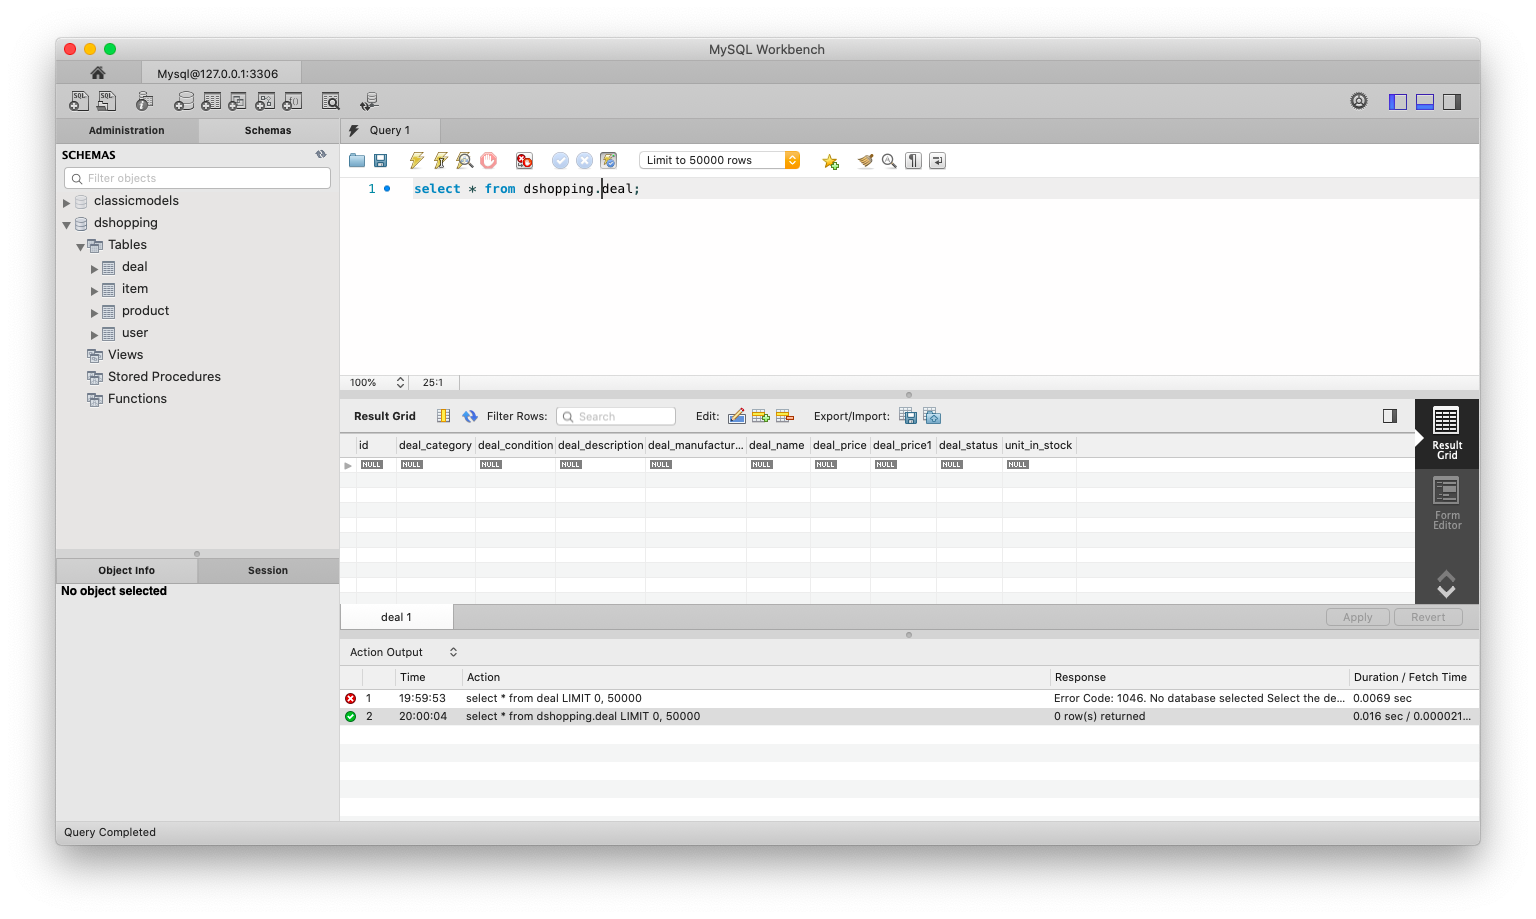 MySQL Workbench
Mysql@127.0.0.1:3306
SQL SQL
Administration Schemas Query 1
SCHEMAS
Filter objects
Limit to 50000 rows
1 select * from dshopping.deal;
classicmodels
dshopping
Tables
deal
item
product
user
Views
Stored Procedures
Functions
100% 25:1
Result Grid Filter Rows: Search Edit: Export/Import:
id deal_category deal_condition deal_description deal_manufactur... deal_name deal_price deal_price1 deal_status unit_in_stock
NULL NULL NULL NULL NULL NULL NULL NULL NULL NULL
Result
Grid
Form
Editor
Object Info Session
No object selected
deal 1 Apply Revert
Action Output
Time Action Response Duration / Fetch Time
1 19:59:53 select * from deal LIMIT 0, 50000 Error Code: 1046. No database selected Select the de... 0.0069 sec
2 20:00:04 select * from dshopping.deal LIMIT 0, 50000 0 row(s) returned 0.016 sec / 0.000021...
Query Completed